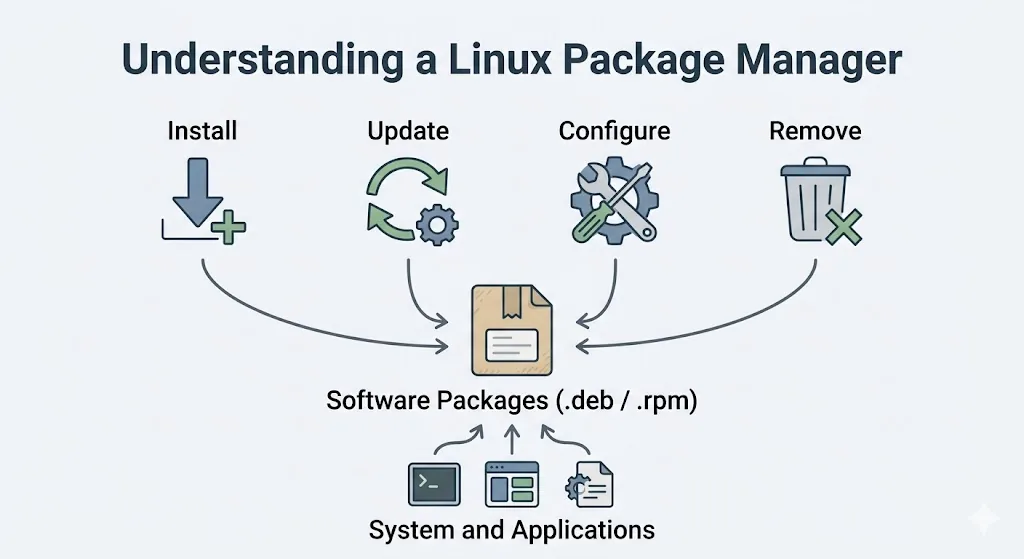 Understanding a Linux Package Manager
Install
Update
Configure
Remove
Software Packages (.deb / .rpm)
>_
System and Applications